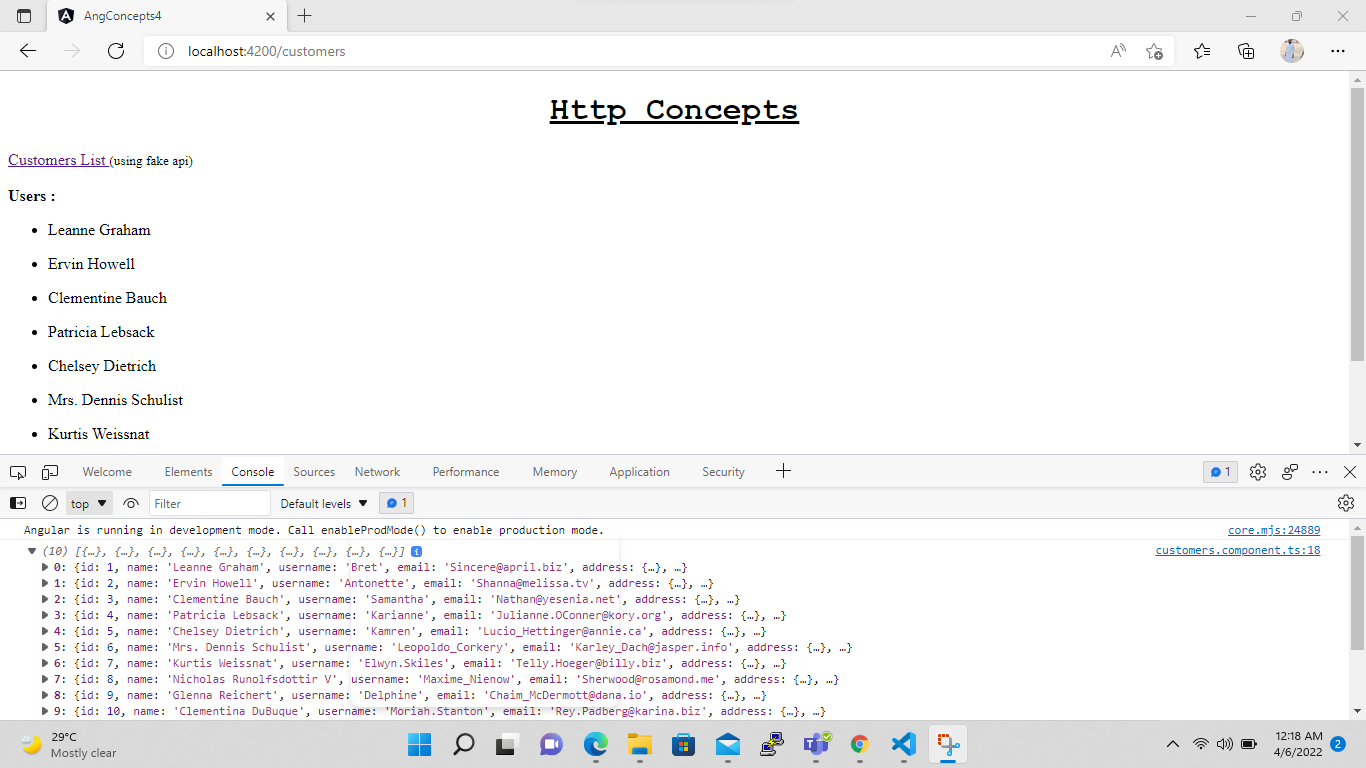 AngConcepts4
localhost:4200/customers
Http Concepts
Customers List (using fake api)
Users :
Leanne Graham
Ervin Howell
Clementine Bauch
Patricia Lebsack
Chelsey Dietrich
Mrs. Dennis Schulist
Kurtis Weissnat
Welcome Elements Console Sources Network Performance Memory Application Security 1
top Filter Default levels 1
Angular is running in development mode. Call enableProdMode() to enable production mode. core.mjs:24889
(10) [{…}, {…}, {…}, {…}, {…}, {…}, {…}, {…}, {…}, {…}] i customers.component.ts:18
0: {id: 1, name: 'Leanne Graham', username: 'Bret', email: 'Sincere@april.biz', address: {…}, …}
1: {id: 2, name: 'Ervin Howell', username: 'Antonette', email: 'Shanna@melissa.tv', address: {…}, …}
2: {id: 3, name: 'Clementine Bauch', username: 'Samantha', email: 'Nathan@yesenia.net', address: {…}, …}
3: {id: 4, name: 'Patricia Lebsack', username: 'Karianne', email: 'Julianne.OConner@kory.org', address: {…}, …}
4: {id: 5, name: 'Chelsey Dietrich', username: 'Kamren', email: 'Lucio_Hettinger@annie.ca', address: {…}, …}
5: {id: 6, name: 'Mrs. Dennis Schulist', username: 'Leopoldo_Corkery', email: 'Karley_Dach@jasper.info', address: {…}, …}
6: {id: 7, name: 'Kurtis Weissnat', username: 'Elwyn.Skiles', email: 'Telly.Hoeger@billy.biz', address: {…}, …}
7: {id: 8, name: 'Nicholas Runolfsdottir V', username: 'Maxime_Nienow', email: 'Sherwood@rosamond.me', address: {…}, …}
8: {id: 9, name: 'Glenna Reichert', username: 'Delphine', email: 'Chaim_McDermott@dana.io', address: {…}, …}
9: {id: 10, name: 'Clementina DuBuque', username: 'Moriah.Stanton', email: 'Rey.Padberg@karina.biz', address: {…}, …}
29°C
Mostly clear
12:18 AM
4/6/2022
2